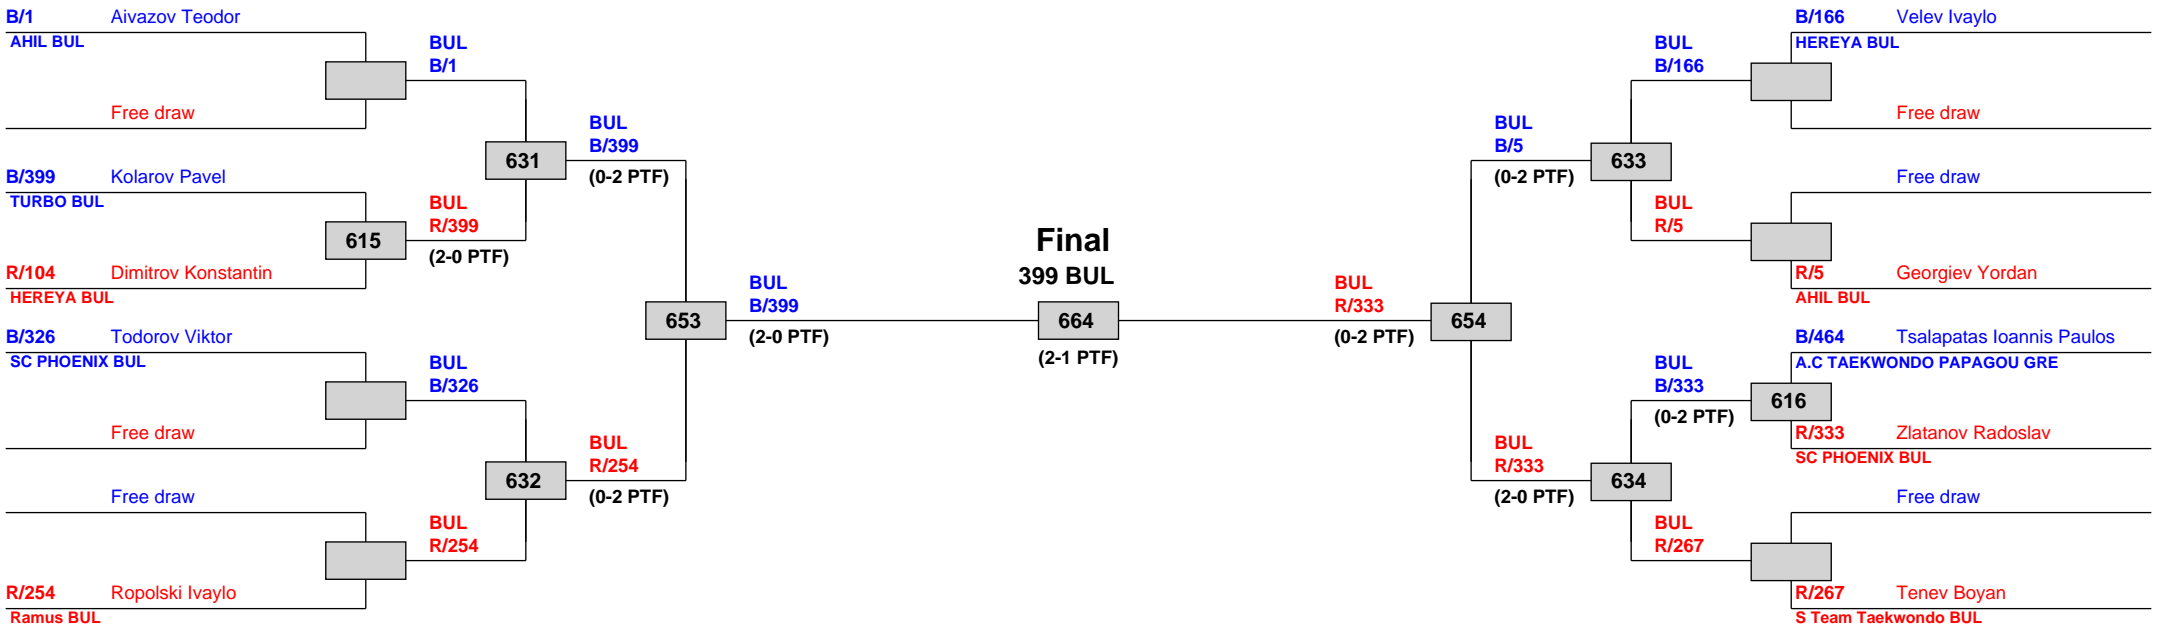 B/1 Aivazov Teodor
AHIL BUL
BUL
B/1
Free draw
631
BUL
B/399
(0-2 PTF)
B/399 Kolarov Pavel
TURBO BUL
615
BUL
R/399
(2-0 PTF)
R/104 Dimitrov Konstantin
HEREYA BUL
653
BUL
B/399
(2-0 PTF)
B/326 Todorov Viktor
SC PHOENIX BUL
BUL
B/326
Free draw
632
BUL
R/254
(0-2 PTF)
Free draw
BUL
R/254
R/254 Ropolski Ivaylo
Ramus BUL
Final
399 BUL
664
(2-1 PTF)
BUL
R/333
(0-2 PTF)
654
BUL
B/5
(0-2 PTF)
633
BUL
B/166
B/166 Velev Ivaylo
HEREYA BUL
Free draw
Free draw
BUL
R/5
R/5 Georgiev Yordan
AHIL BUL
B/464 Tsalapatas Ioannis Paulos
A.C TAEKWONDO PAPAGOU GRE
BUL
B/333
(0-2 PTF)
616
R/333 Zlatanov Radoslav
SC PHOENIX BUL
BUL
R/333
(2-0 PTF)
634
Free draw
BUL
R/267
R/267 Tenev Boyan
S Team Taekwondo BUL